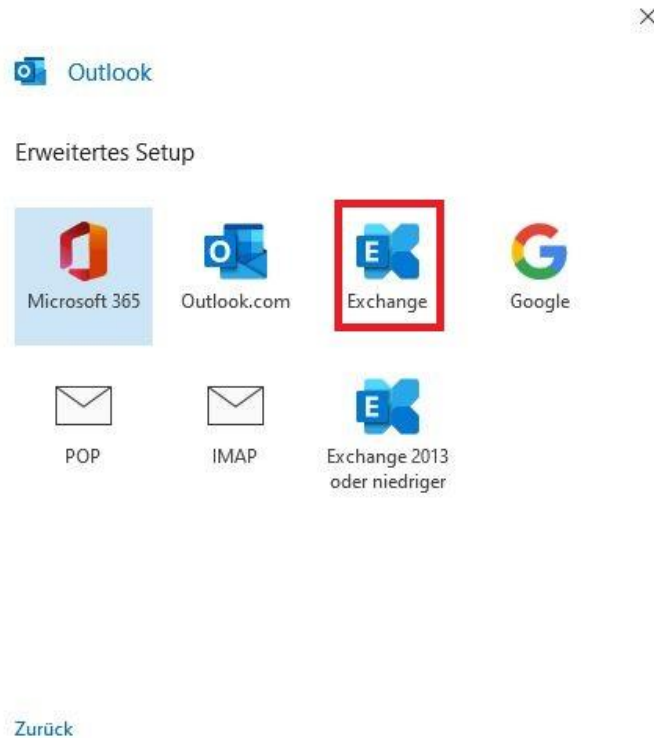 Outlook
Erweitertes Setup
Microsoft 365
Outlook.com
Exchange
Google
POP
IMAP
Exchange 2013
oder niedriger
Zurück